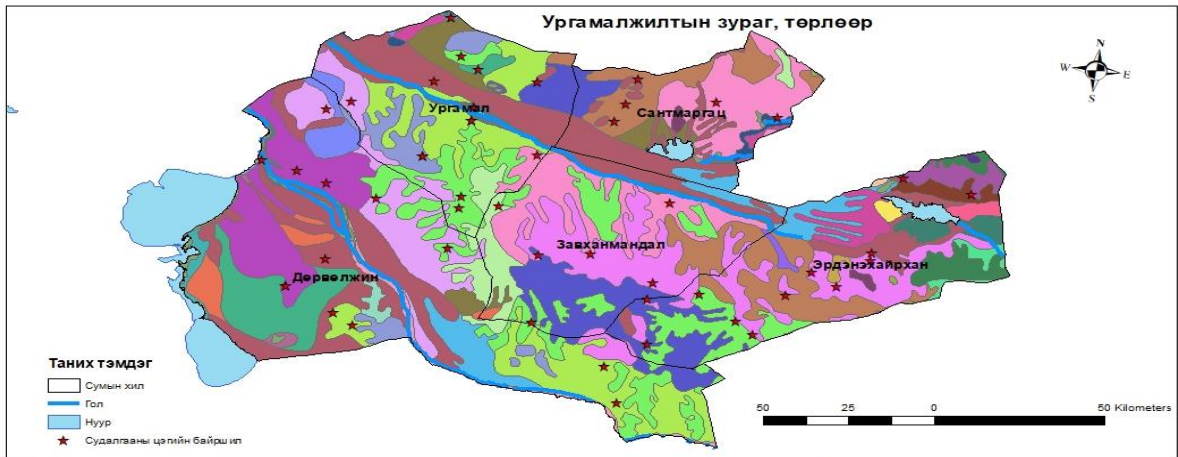 Ургамалжилтын зураг, төрлөөр
N
W E
S
Ургамал
Сантмаргац
Завханмандал
Эрдэнэхайрхан
Дөрвөлжин
Таних тэмдэг
Сумын хил
Гол
Нуур
Судалгааны цэгийн байршил
50 25 0 50 Kilometers